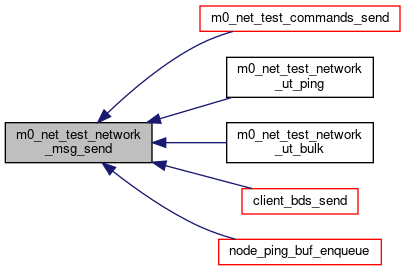 m0_net_test_commands_send
m0_net_test_network
_ut_ping
m0_net_test_network
_msg_send
m0_net_test_network
_ut_bulk
client_bds_send
node_ping_buf_enqueue